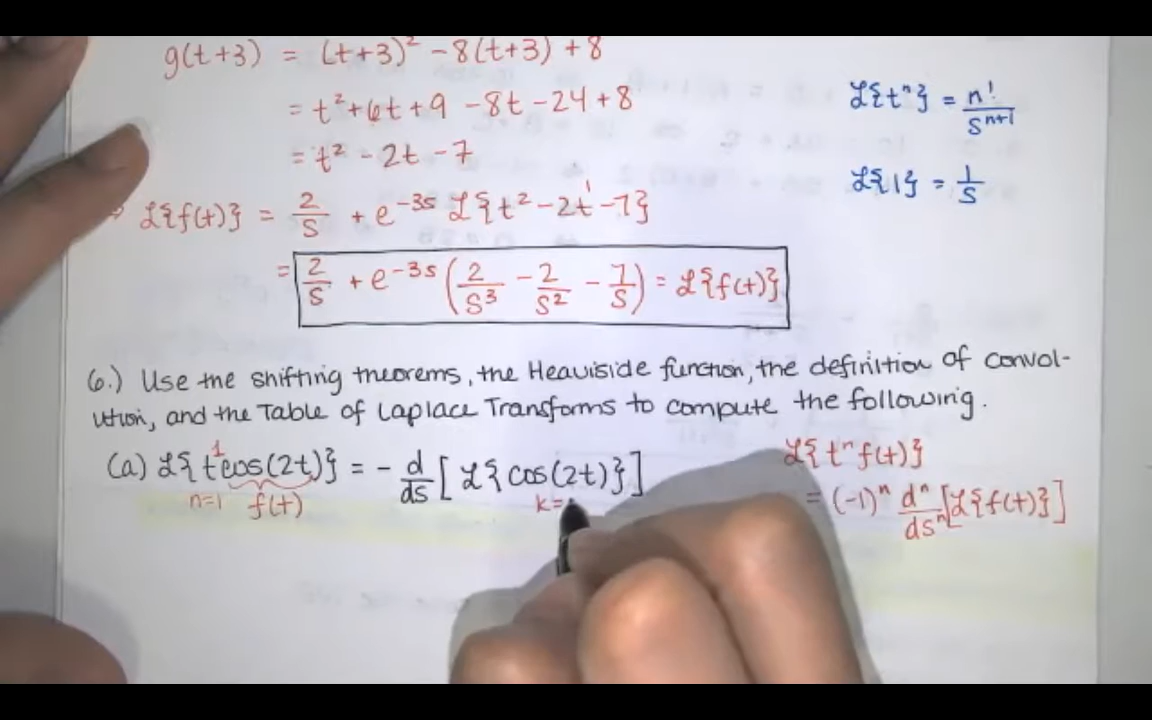 g(t+3) = (t+3)² - 8(t+3) + 8
= t² + 6t + 9 - 8t - 24 + 8
= t² - 2t - 7
ℒ{tⁿ} = n!/sⁿ⁺¹
ℒ{1} = 1/s
⇒ ℒ{f(t)} = 2/s + e⁻³ˢ ℒ{t² - 2t¹ - 7}
= 2/s + e⁻³ˢ (2/s³ - 2/s² - 7/s) = ℒ{f(t)}
6.) Use the shifting theorems, the Heaviside function, the definition of convol-
ution, and the Table of Laplace Transforms to compute the following.
(a) ℒ{t¹cos(2t)} = - d/ds [ ℒ{cos(2t)} ]
n=1 f(t) k=
ℒ{tⁿf(t)}
= (-1)ⁿ dⁿ/dsⁿ [ℒ{f(t)}]